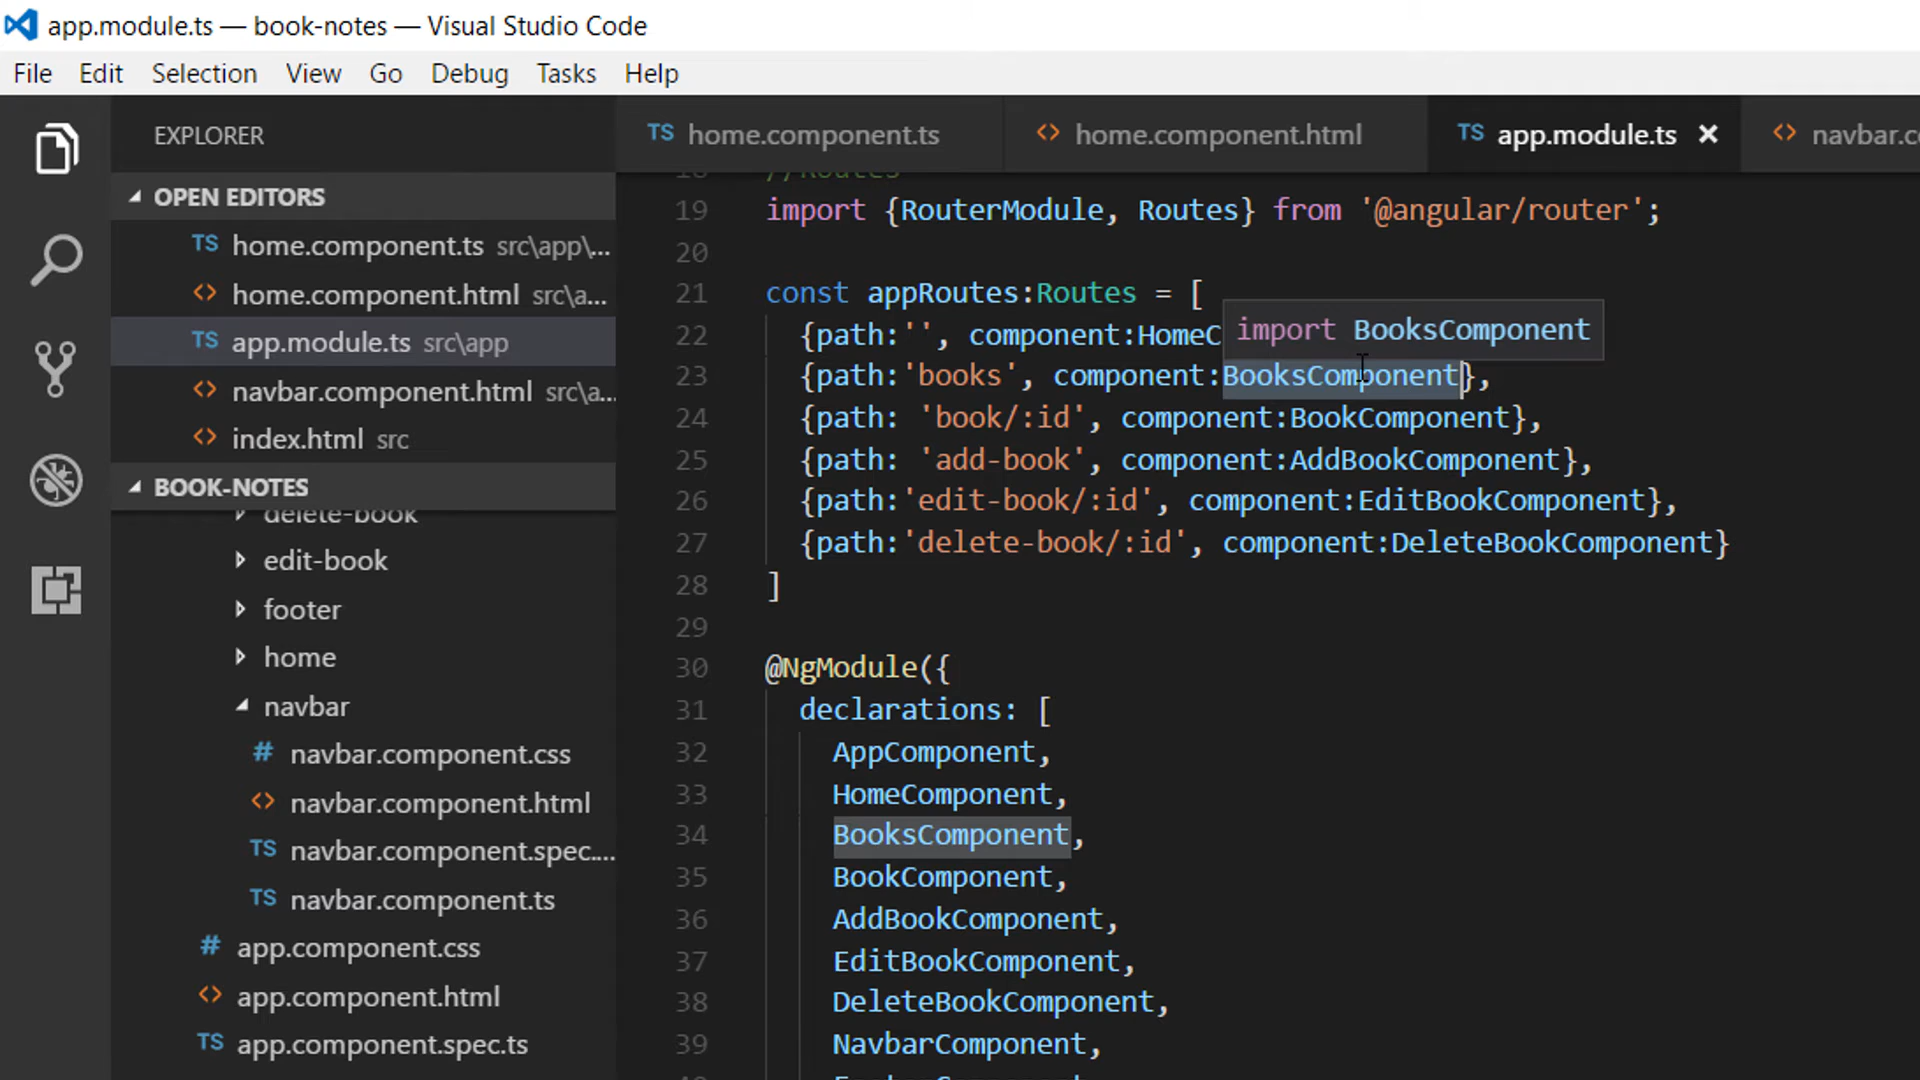 app.module.ts — book-notes — Visual Studio Code
File Edit Selection View Go Debug Tasks Help
EXPLORER
OPEN EDITORS
TS home.component.ts src\app\...
<> home.component.html src\a...
TS app.module.ts src\app
<> navbar.component.html src\a...
<> index.html src
BOOK-NOTES
delete-book
edit-book
footer
home
navbar
# navbar.component.css
<> navbar.component.html
TS navbar.component.spec....
TS navbar.component.ts
# app.component.css
<> app.component.html
TS app.component.spec.ts
TS home.component.ts <> home.component.html TS app.module.ts × <> navbar.c
18 //Routes
19 import {RouterModule, Routes} from '@angular/router';
20
21 const appRoutes:Routes = [
import BooksComponent
22 {path:'', component:HomeC
23 {path:'books', component:BooksComponent},
24 {path: 'book/:id', component:BookComponent},
25 {path: 'add-book', component:AddBookComponent},
26 {path:'edit-book/:id', component:EditBookComponent},
27 {path:'delete-book/:id', component:DeleteBookComponent}
28 ]
29
30 @NgModule({
31 declarations: [
32 AppComponent,
33 HomeComponent,
34 BooksComponent,
35 BookComponent,
36 AddBookComponent,
37 EditBookComponent,
38 DeleteBookComponent,
39 NavbarComponent,